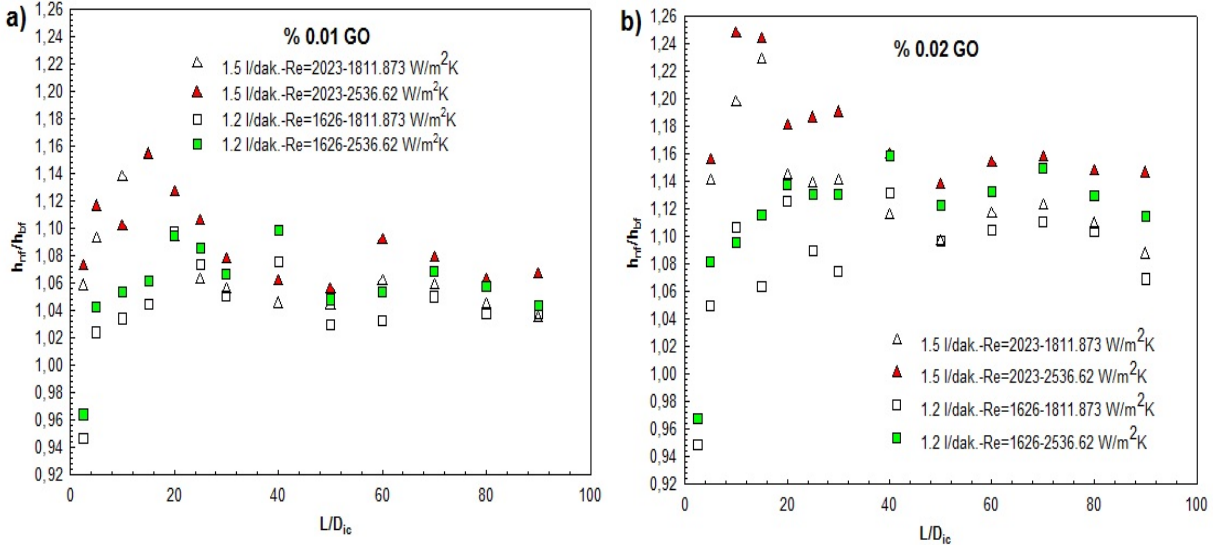 a)
% 0.01 GO
1.5 l/dak.-Re=2023-1811.873 W/m²K
1.5 l/dak.-Re=2023-2536.62 W/m²K
1.2 l/dak.-Re=1626-1811.873 W/m²K
1.2 l/dak.-Re=1626-2536.62 W/m²K
1,26
1,24
1,22
1,20
1,18
1,16
1,14
1,12
1,10
1,08
1,06
1,04
1,02
1,00
0,98
0,96
0,94
0,92
hnf/hbf
0 20 40 60 80 100
L/Dic
b)
% 0.02 GO
1,26
1,24
1,22
1,20
1,18
1,16
1,14
1,12
1,10
1,08
1,06
1,04
1,02
1,00
0,98
0,96
0,94
0,92
hnf/hbf
1.5 l/dak.-Re=2023-1811.873 W/m²K
1.5 l/dak.-Re=2023-2536.62 W/m²K
1.2 l/dak.-Re=1626-1811.873 W/m²K
1.2 l/dak.-Re=1626-2536.62 W/m²K
0 20 40 60 80 100
L/Dic